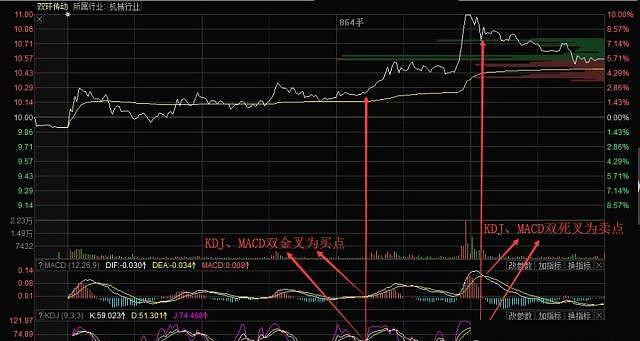 双环传动 所属行业: 机械行业
864手
11.00 10.00%
10.86 8.57%
10.71 7.14%
10.57 5.71%
10.43 4.29%
10.29 2.86%
10.14 1.43%
10.00 0.00%
9.86 1.43%
9.71 2.86%
9.57 4.29%
9.43 5.71%
9.29 7.14%
9.14 8.57%
2.23万
1.49万
7432
KDJ、MACD双金叉为买点
KDJ、MACD双死叉为卖点
? MACD (12,26,9) DIF:-0.030↑ DEA:-0.034↑ MACD:0.008↑ 改参数 加指标 换指标
0.14
0.08
0.01
? KDJ (9,3,3) K:59.023↑ D:51.301↑ J:74.468↑ 改参数 加指标 换指标
121.97
74.89